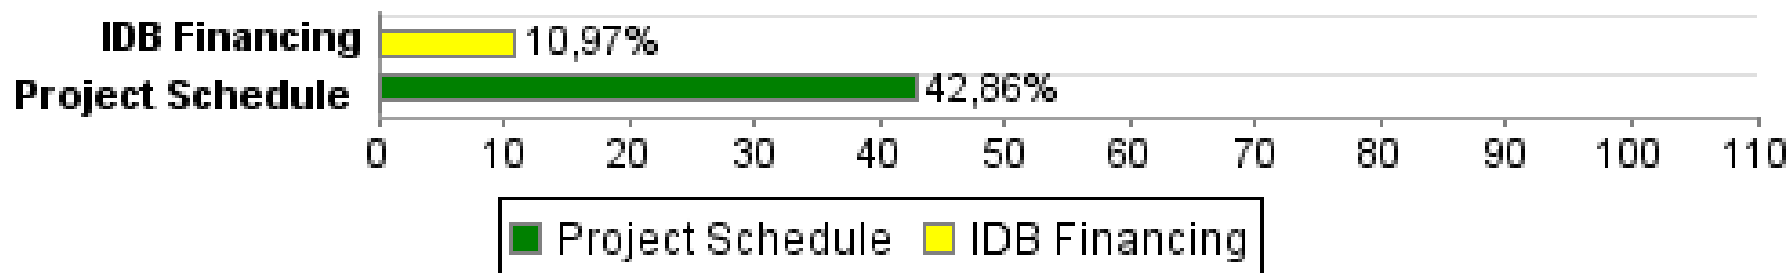 IDB Financing 10,97%
Project Schedule 42,86%
0 10 20 30 40 50 60 70 80 90 100 110
Project Schedule IDB Financing